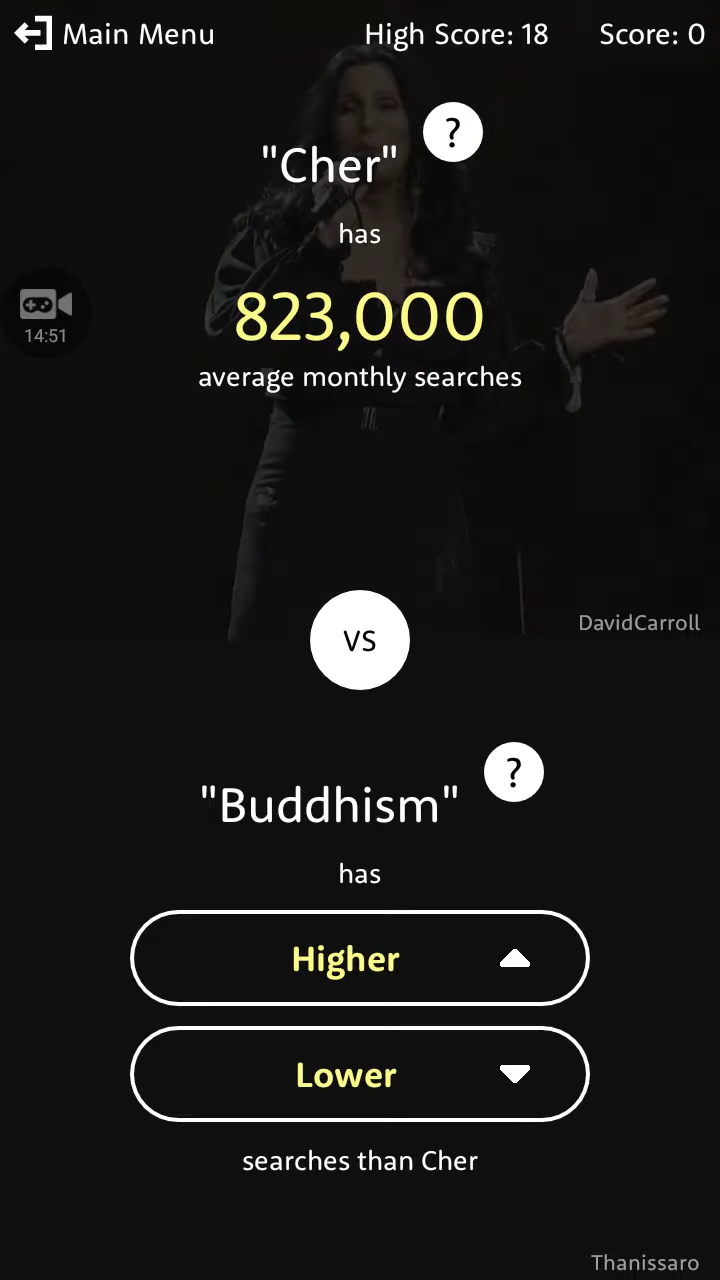 Main Menu High Score: 18 Score: 0
?
"Cher"
has
823,000
average monthly searches
14:51
DavidCarroll
VS
?
"Buddhism"
has
Higher
Lower
searches than Cher
Thanissaro